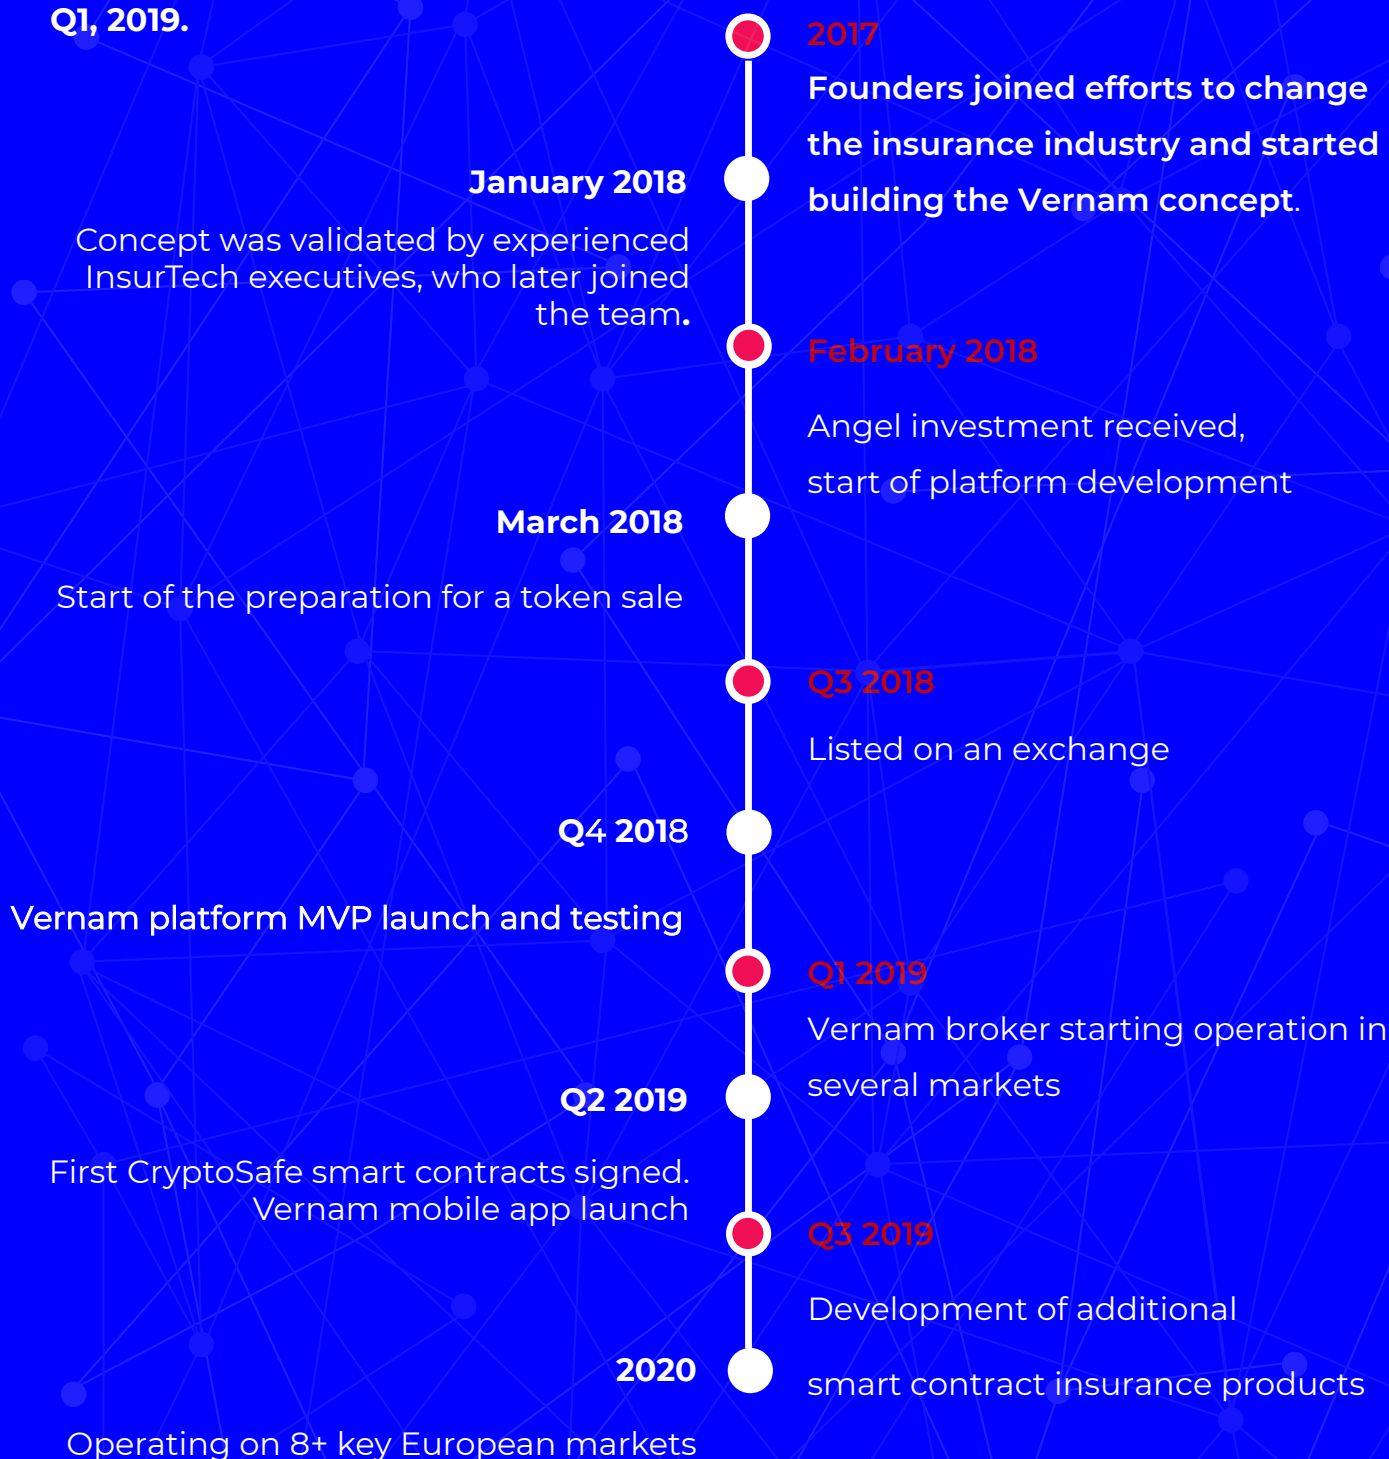 Q1, 2019.
2017
Founders joined efforts to change
the insurance industry and started
building the Vernam concept.
January 2018
Concept was validated by experienced
InsurTech executives, who later joined
the team.
February 2018
Angel investment received,
start of platform development
March 2018
Start of the preparation for a token sale
Q3 2018
Listed on an exchange
Q4 2018
Vernam platform MVP launch and testing
Q1 2019
Vernam broker starting operation in
several markets
Q2 2019
First CryptoSafe smart contracts signed.
Vernam mobile app launch
Q3 2019
Development of additional
smart contract insurance products
2020
Operating on 8+ key European markets